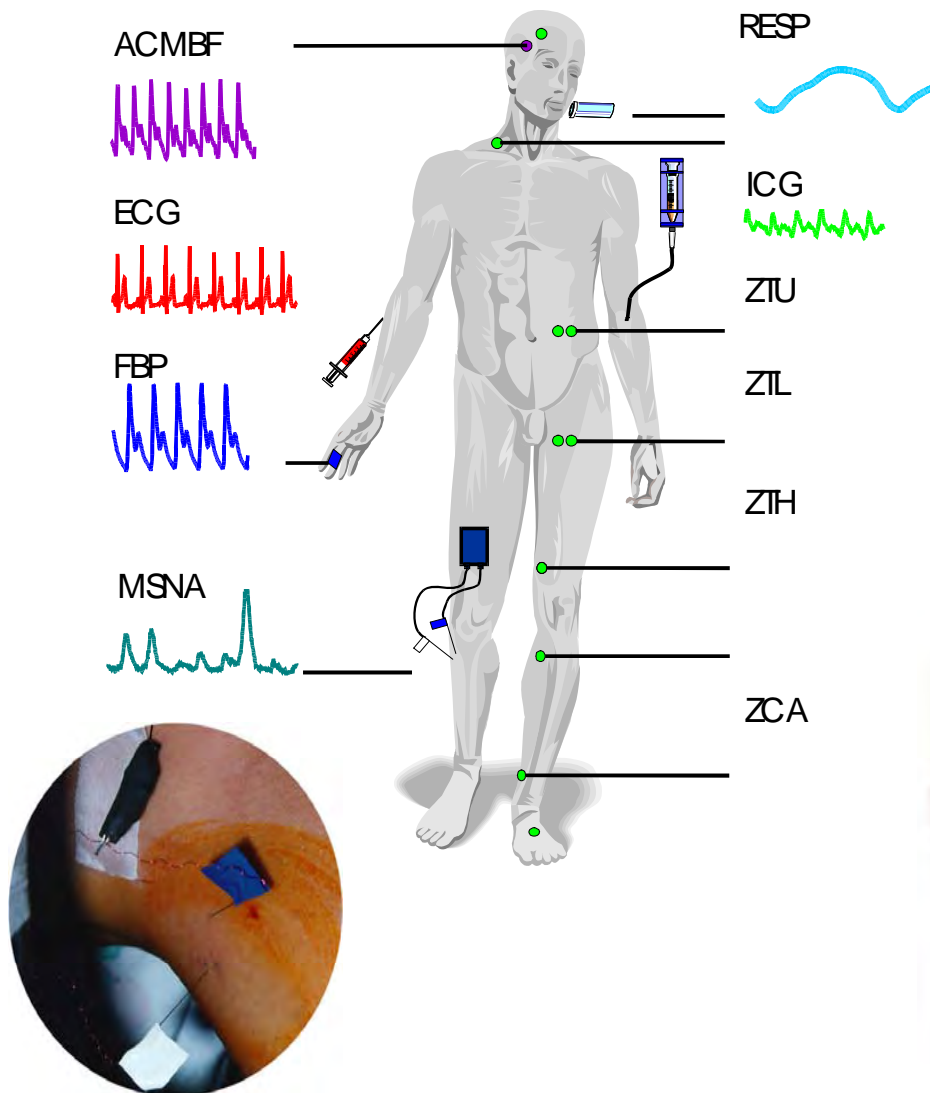 ACMBF
ECG
FBP
MSNA
RESP
ICG
ZTU
ZTL
ZTH
ZCA